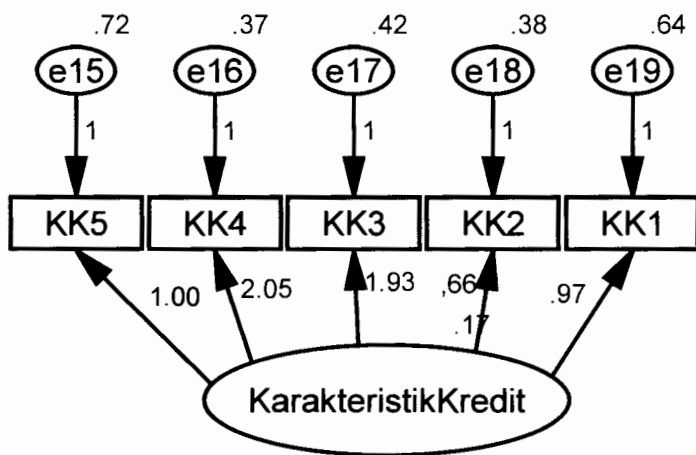 .72 .37 .42 .38 .64
e15 e16 e17 e18 e19
1 1 1 1 1
KK5 KK4 KK3 KK2 KK1
1.00 2.05 1.93 ,66 .97
.17
KarakteristikKredit